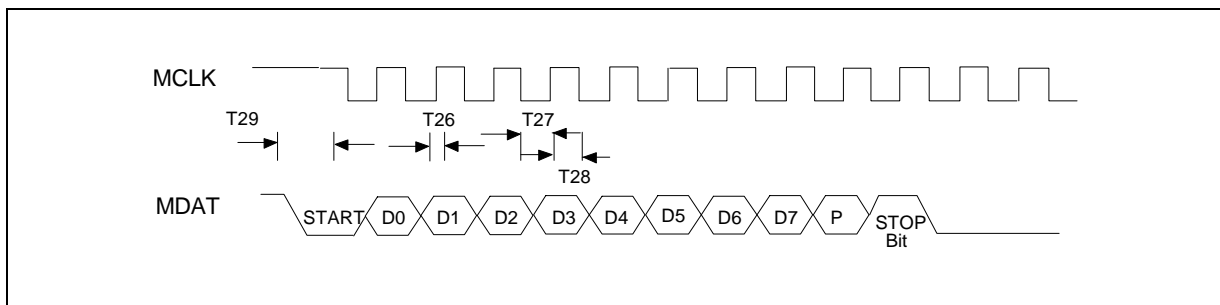 MCLK
T29 T26 T27
T28
MDAT START D0 D1 D2 D3 D4 D5 D6 D7 P STOP
Bit